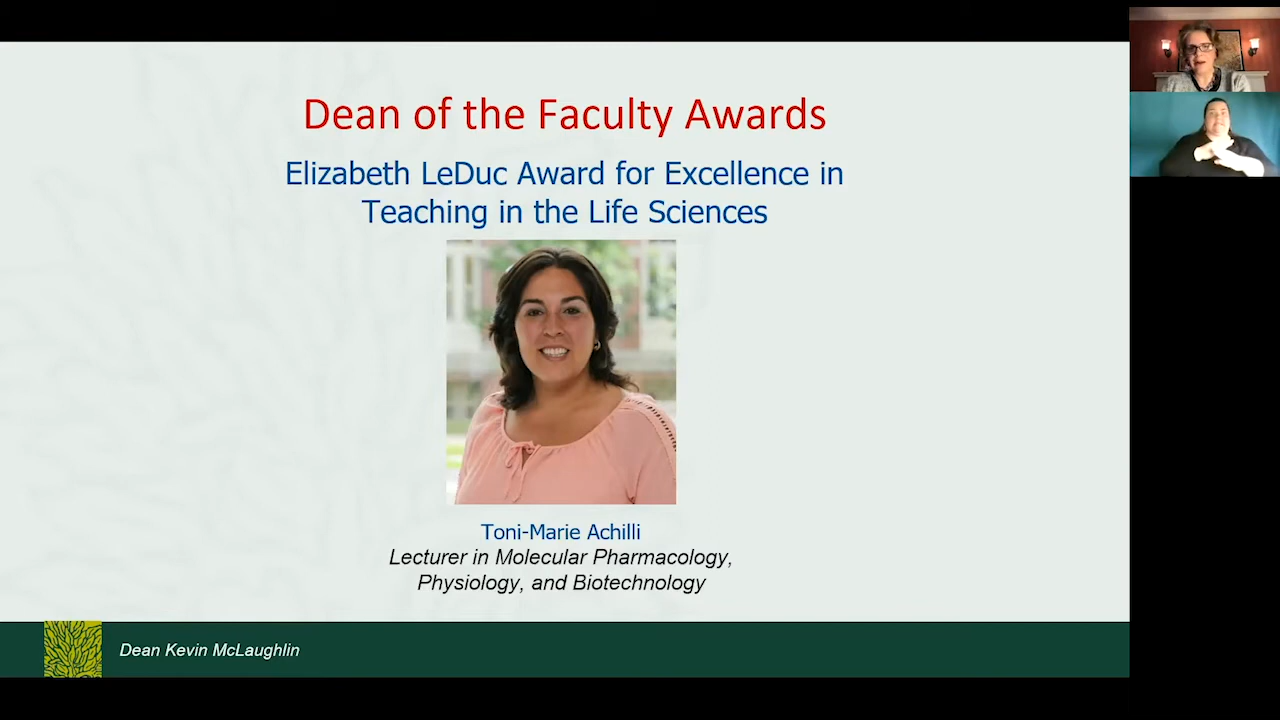 Dean of the Faculty Awards
Elizabeth LeDuc Award for Excellence in
Teaching in the Life Sciences
Toni-Marie Achilli
Lecturer in Molecular Pharmacology,
Physiology, and Biotechnology
Dean Kevin McLaughlin